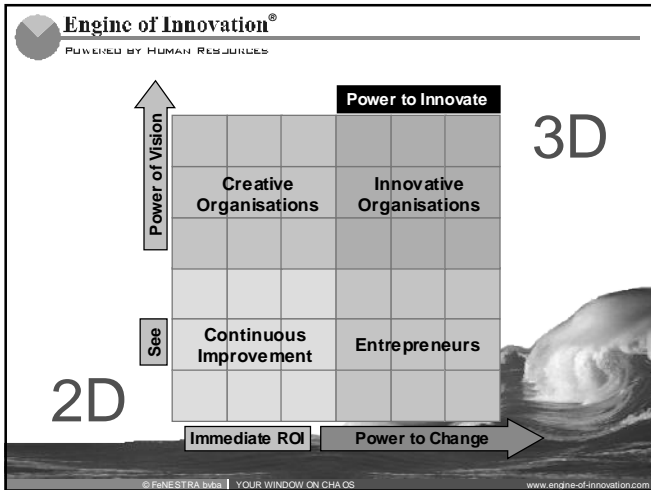 Engine of Innovation®
POWERED BY HUMAN RESOURCES
Power to Innovate
3D
Power of Vision
Creative
Organisations
Innovative
Organisations
See
Continuous
Improvement
Entrepreneurs
2D
Immediate ROI
Power to Change
© FeNESTRA bvba | YOUR WINDOW ON CHAOS
www.engine-of-innovation.com